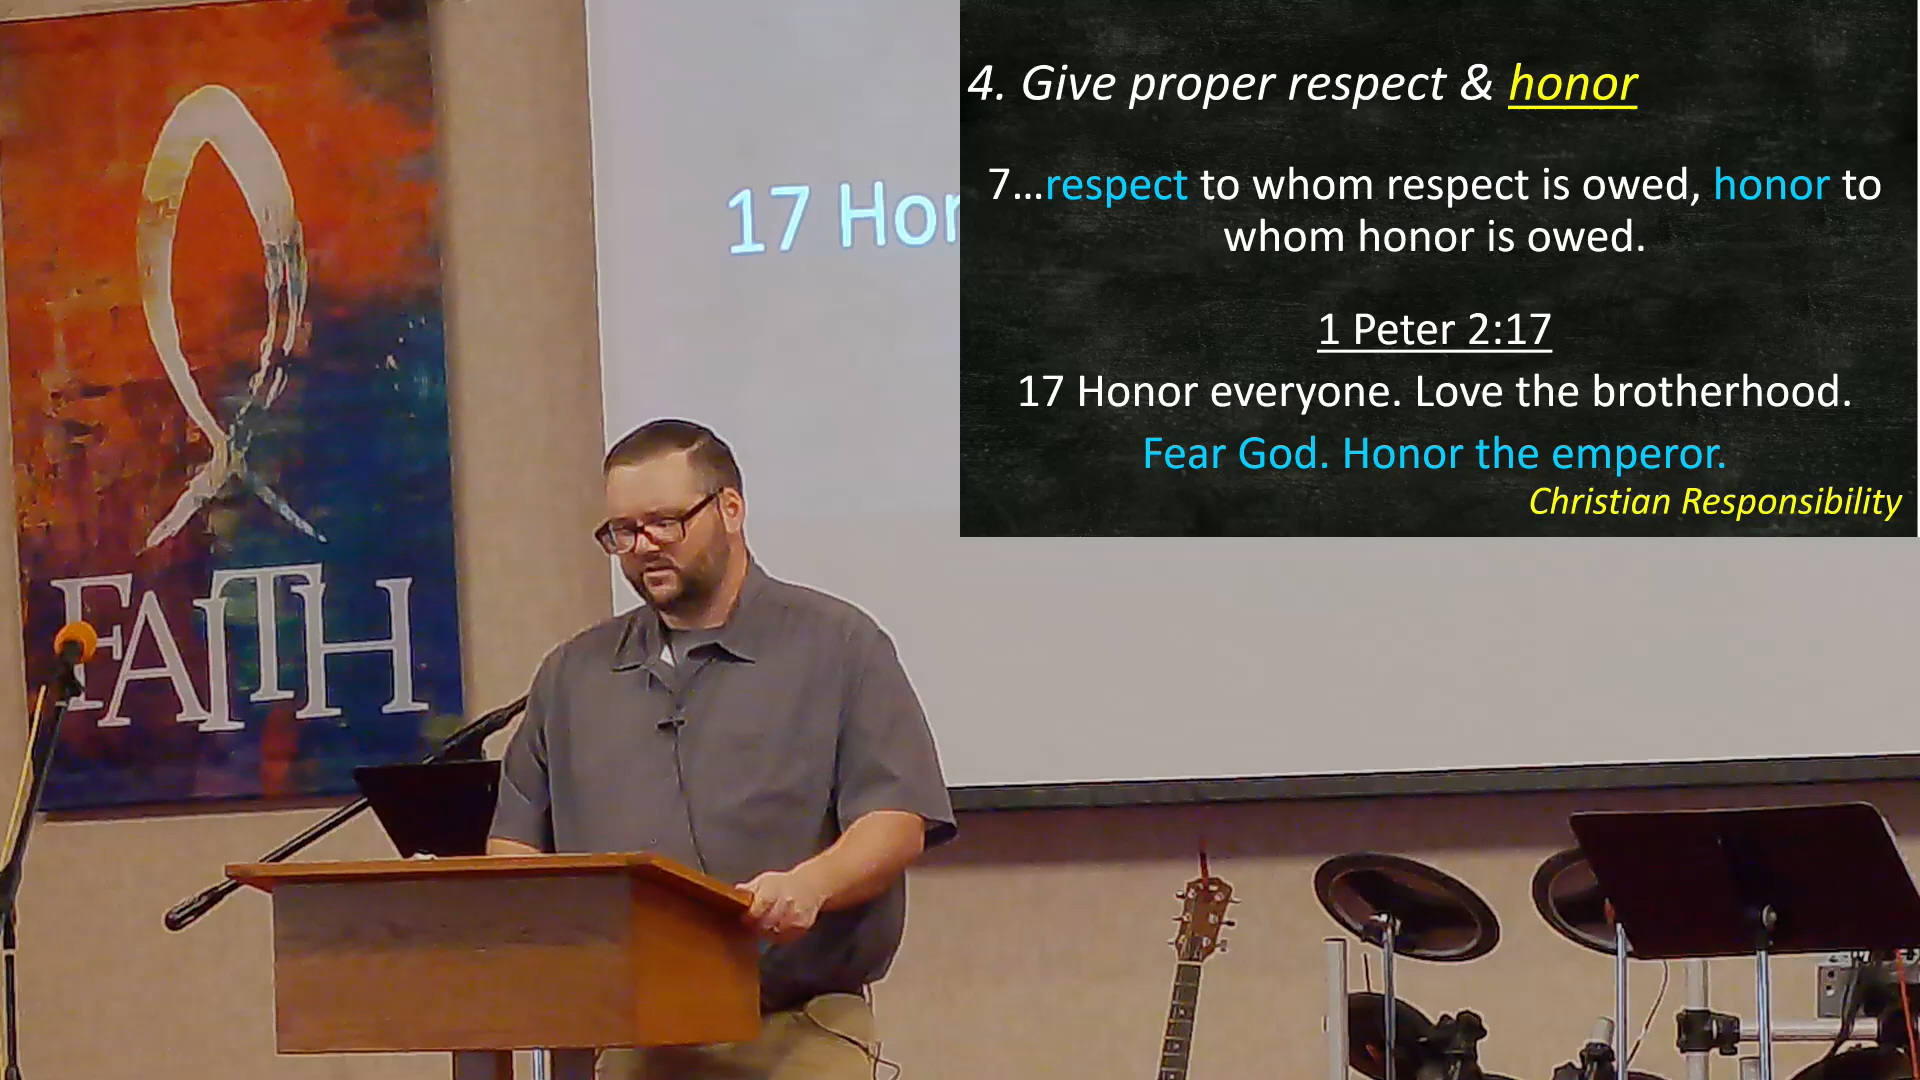 FAITH
17 Hon
4. Give proper respect & honor
7...respect to whom respect is owed, honor to
whom honor is owed.
1 Peter 2:17
17 Honor everyone. Love the brotherhood.
Fear God. Honor the emperor.
Christian Responsibility